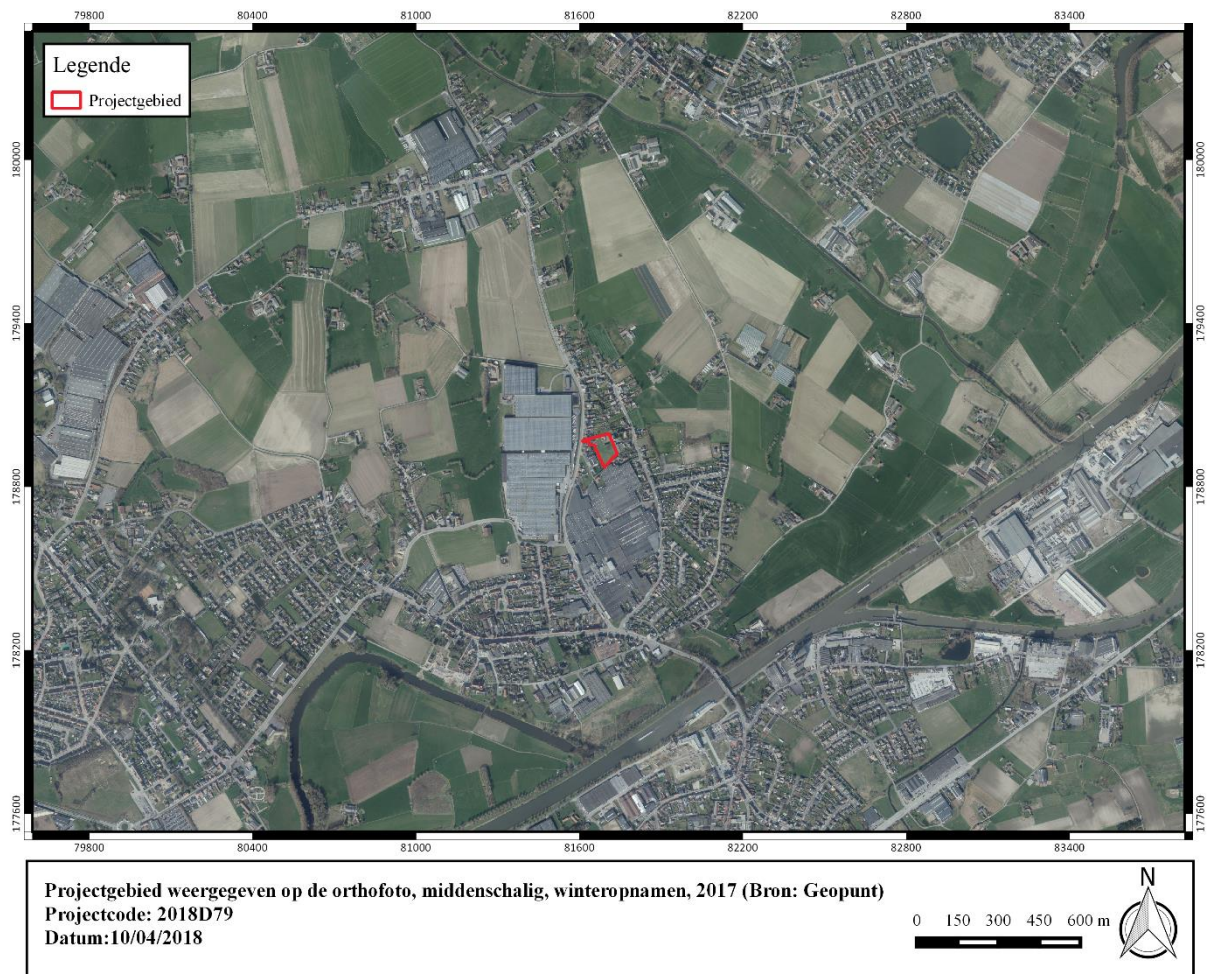 79800 80400 81000 81600 82200 82800 83400
Legende
Projectgebied
180000 180000
179400 179400
178800 178800
178200 178200
177600 177600
79800 80400 81000 81600 82200 82800 83400
Projectgebied weergegeven op de orthofoto, middenschalig, winteropnamen, 2017 (Bron: Geopunt)
Projectcode: 2018D79
Datum:10/04/2018
0 150 300 450 600 m
N